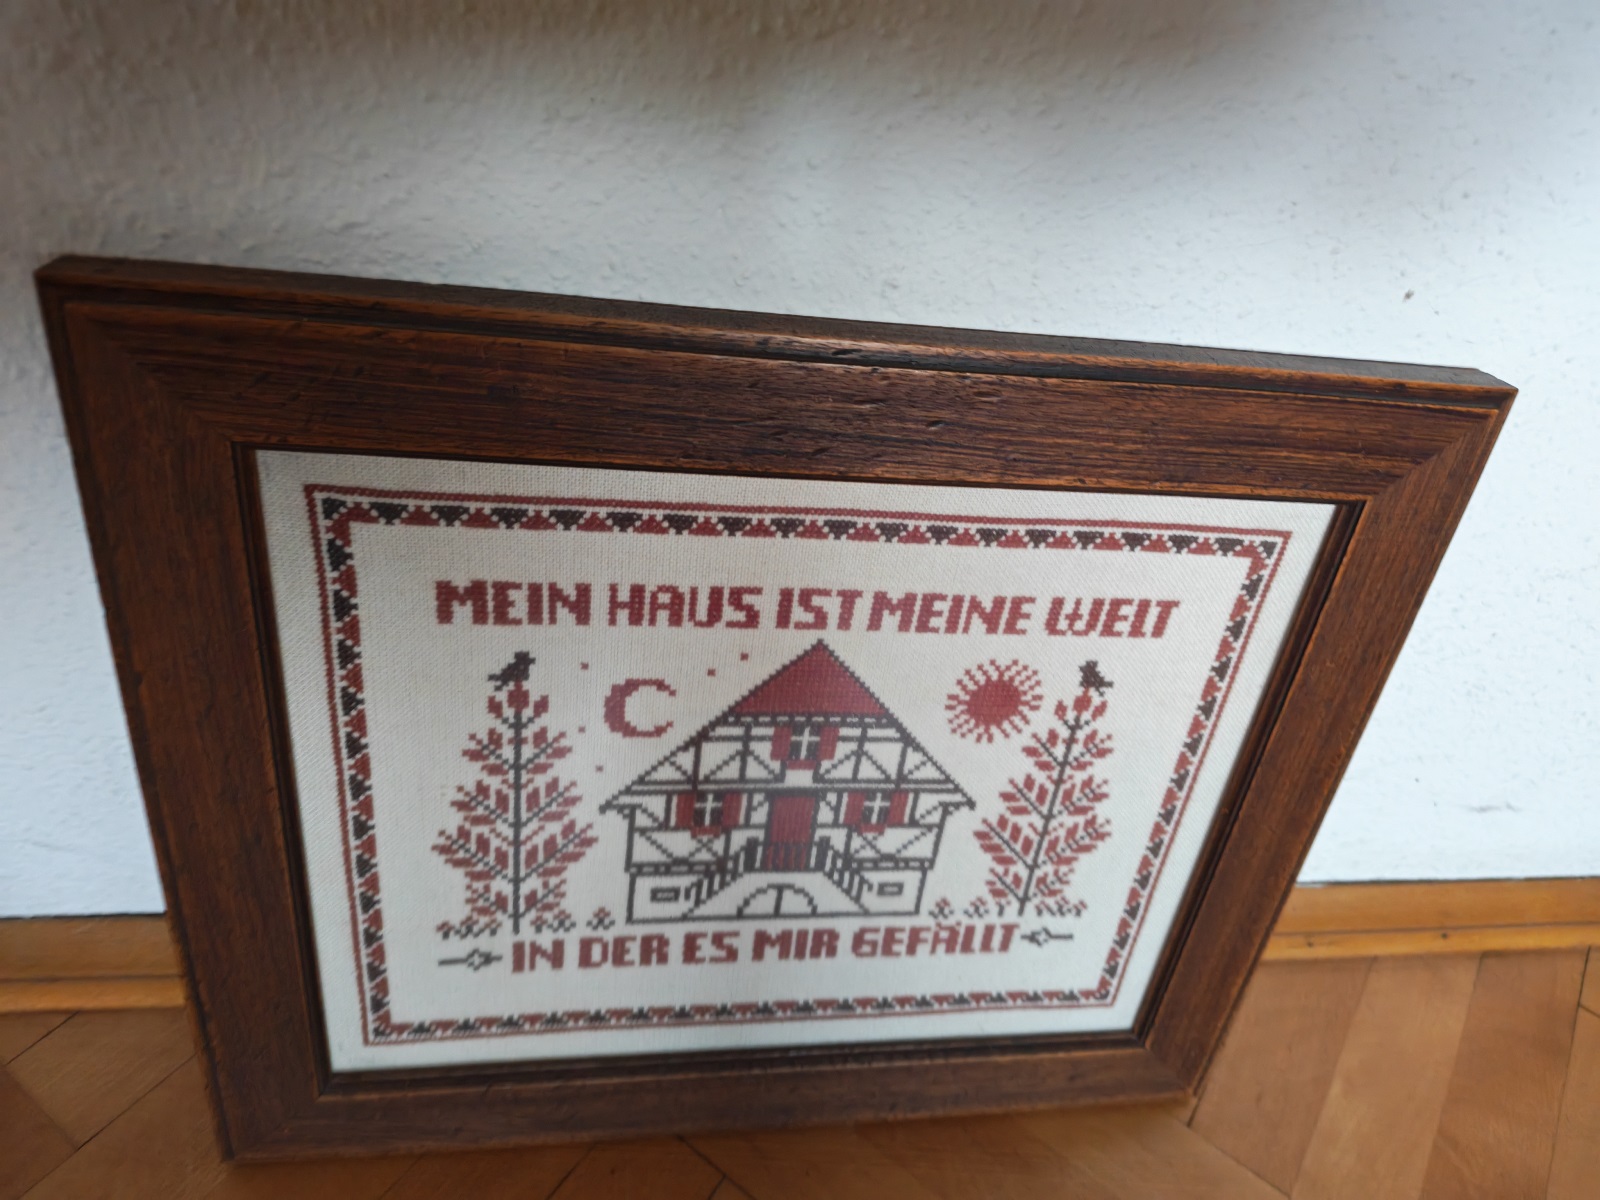 MEIN HAUS IST MEINE WELT
IN DER ES MIR GEFÄLLT